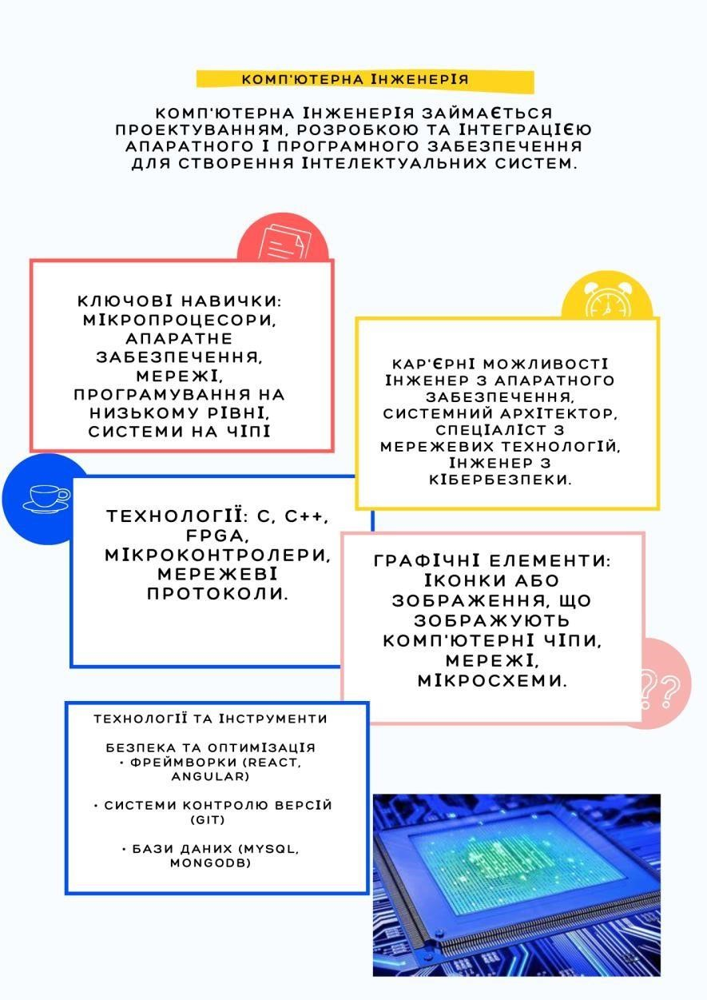 КОМП'ЮТЕРНА ІНЖЕНЕРІЯ
КОМП'ЮТЕРНА ІНЖЕНЕРІЯ ЗАЙМАЄТЬСЯ
ПРОЕКТУВАННЯМ, РОЗРОБКОЮ ТА ІНТЕГРАЦІЄЮ
АПАРАТНОГО І ПРОГРАМНОГО ЗАБЕЗПЕЧЕННЯ
ДЛЯ СТВОРЕННЯ ІНТЕЛЕКТУАЛЬНИХ СИСТЕМ.
КЛЮЧОВІ НАВИЧКИ:
МІКРОПРОЦЕСОРИ,
АПАРАТНЕ
ЗАБЕЗПЕЧЕННЯ,
МЕРЕЖІ,
ПРОГРАМУВАННЯ НА
НИЗЬКОМУ РІВНІ,
СИСТЕМИ НА ЧІПІ
КАР'ЄРНІ МОЖЛИВОСТІ
ІНЖЕНЕР З АПАРАТНОГО
ЗАБЕЗПЕЧЕННЯ,
СИСТЕМНИЙ АРХІТЕКТОР,
СПЕЦІАЛІСТ З
МЕРЕЖЕВИХ ТЕХНОЛОГІЙ,
ІНЖЕНЕР З
КІБЕРБЕЗПЕКИ.
ТЕХНОЛОГІЇ: C, C++,
FPGA,
МІКРОКОНТРОЛЕРИ,
МЕРЕЖЕВІ
ПРОТОКОЛИ.
ГРАФІЧНІ ЕЛЕМЕНТИ:
ІКОНКИ АБО
ЗОБРАЖЕННЯ, ЩО
ЗОБРАЖУЮТЬ
КОМП'ЮТЕРНІ ЧІПИ,
МЕРЕЖІ,
МІКРОСХЕМИ.
??
ТЕХНОЛОГІЇ ТА ІНСТРУМЕНТИ
БЕЗПЕКА ТА ОПТИМІЗАЦІЯ
• ФРЕЙМВОРКИ (REACT,
ANGULAR)
• СИСТЕМИ КОНТРОЛЮ ВЕРСІЙ
(GIT)
• БАЗИ ДАНИХ (MYSQL,
MONGODB)